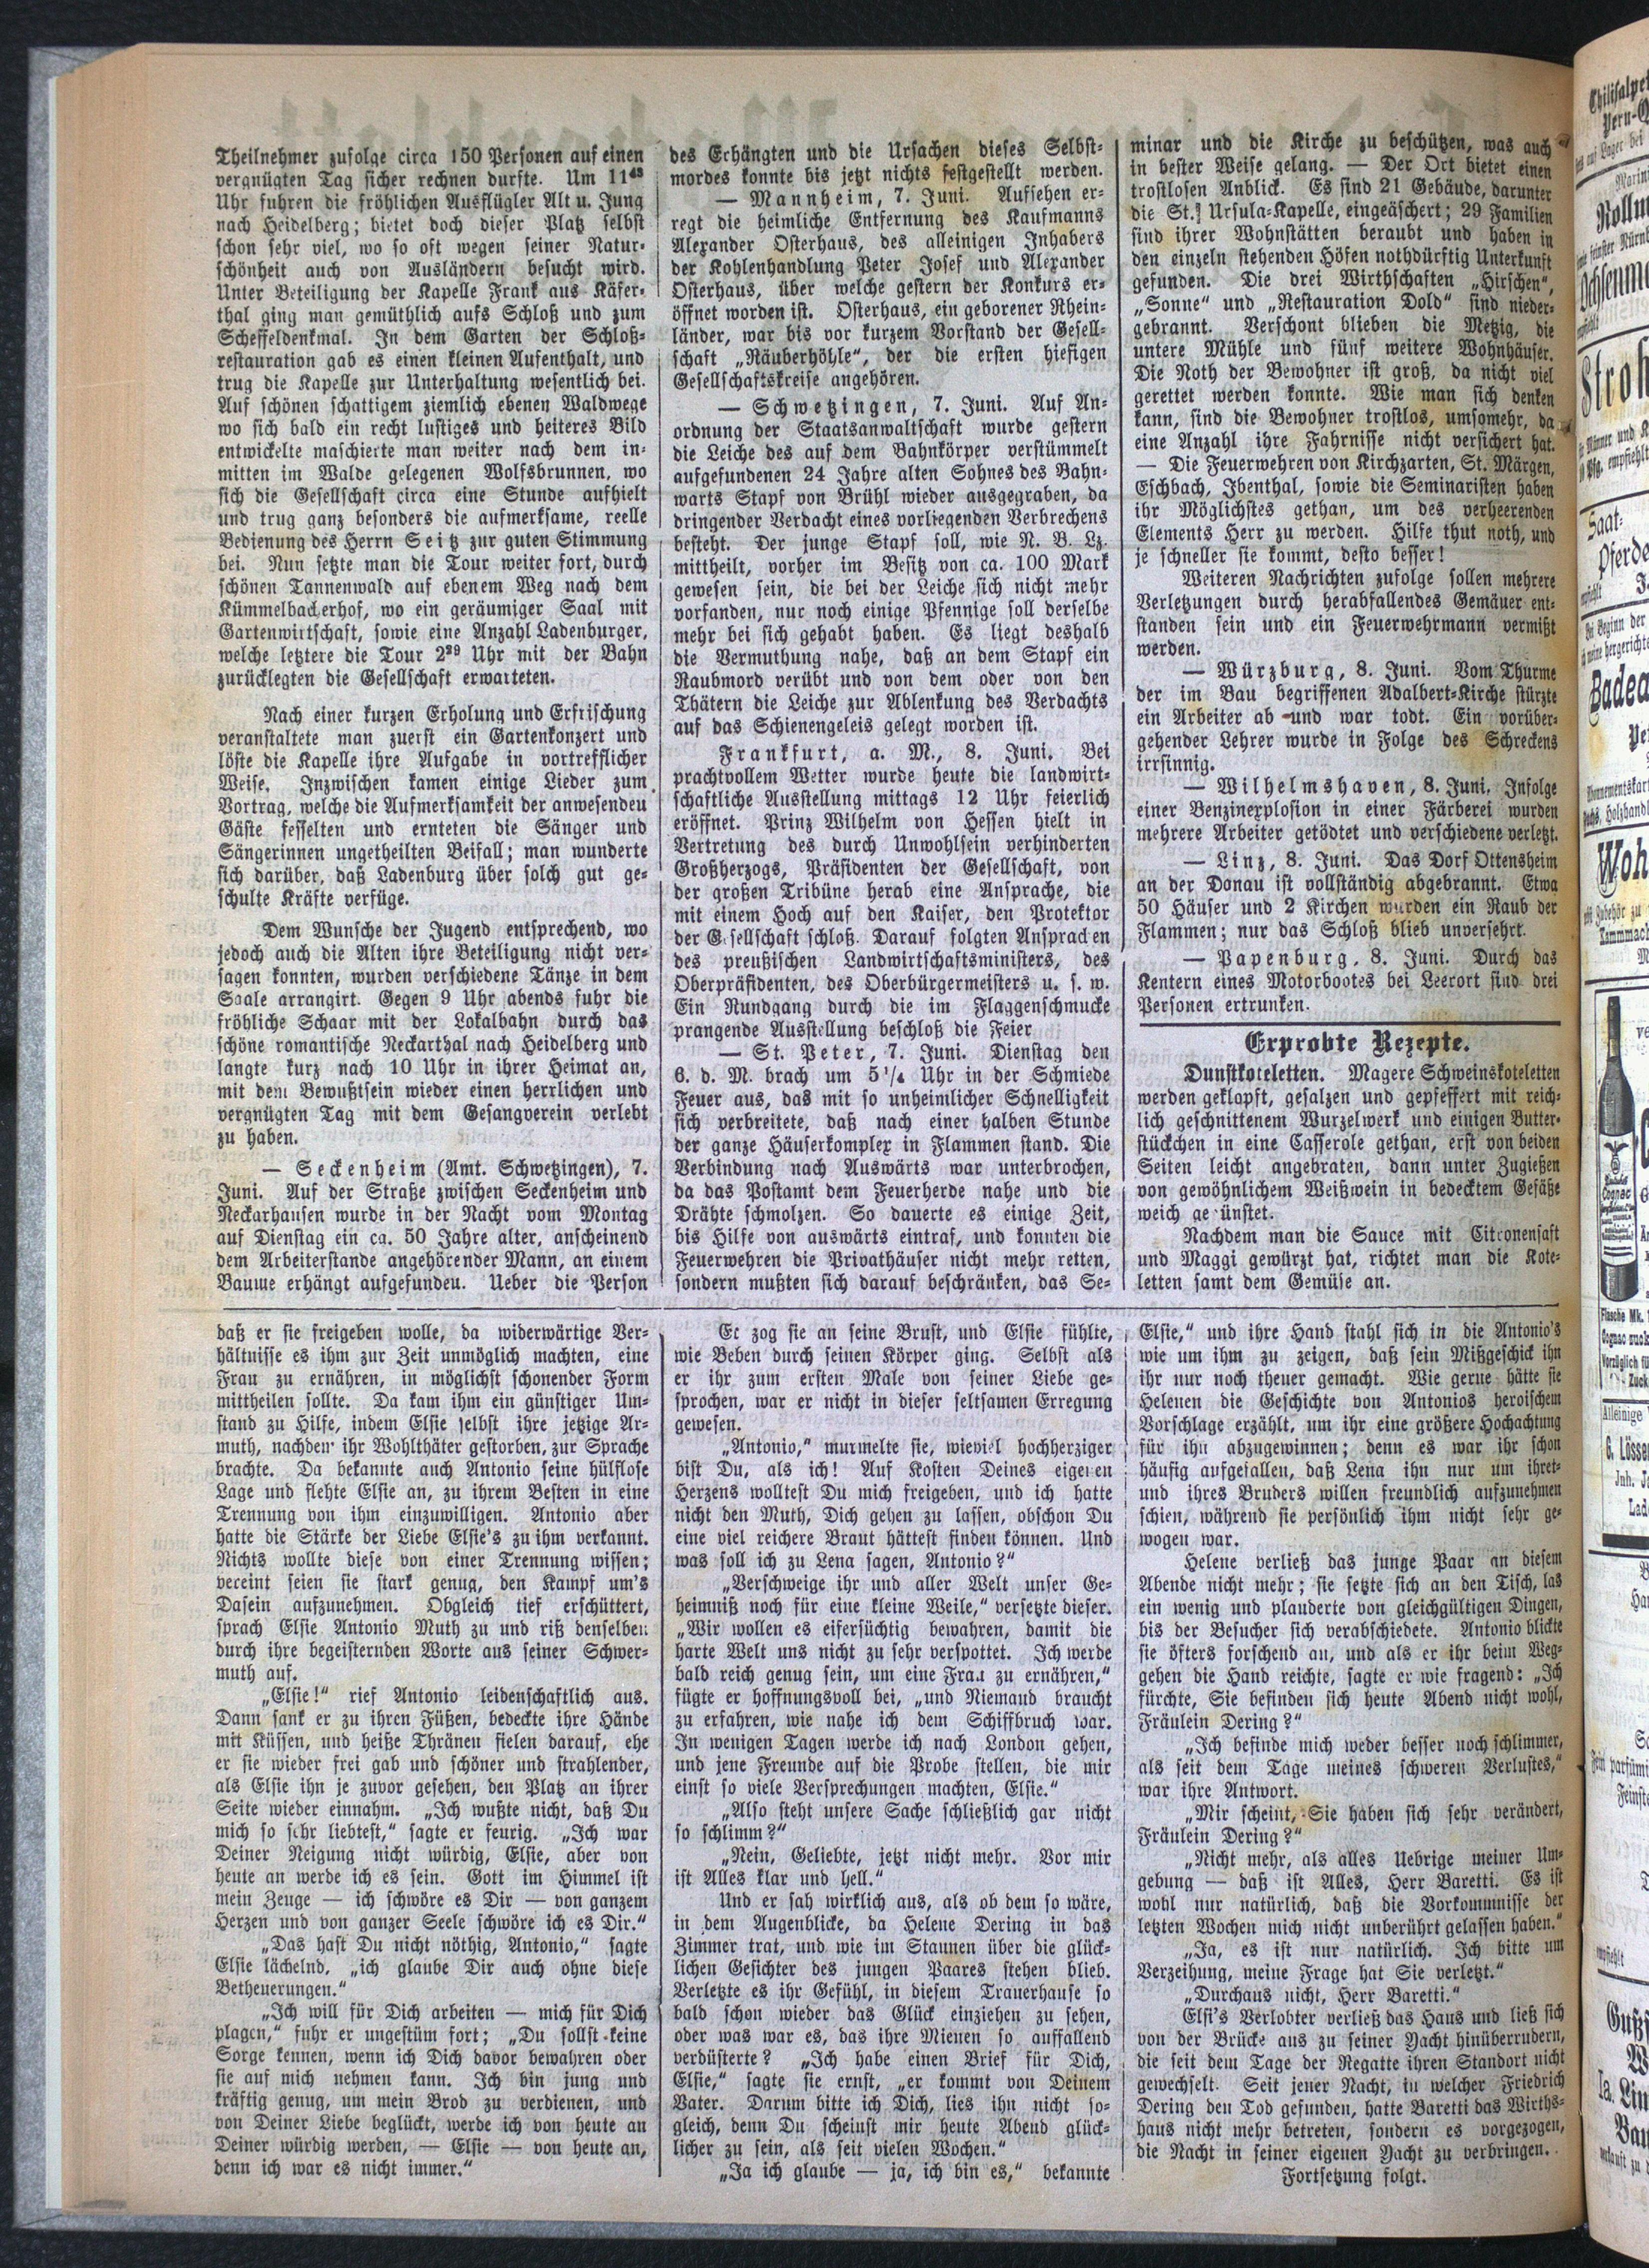 Theilnehmer zufolge circa 150 Personen auf einen
vergnügten Tag sicher rechnen durfte. Um 11⁴³
Uhr fuhren die fröhlichen Ausflügler Alt u. Jung
nach Heidelberg; bietet doch dieser Platz selbst
schon sehr viel, wo so oft wegen seiner Natur-
schönheit auch von Ausländern besucht wird.
Unter Beteiligung der Kapelle Frank aus Käfer-
thal ging man gemüthlich aufs Schloß und zum
Scheffeldenkmal. In dem Garten der Schloß-
restauration gab es einen kleinen Aufenthalt, und
trug die Kapelle zur Unterhaltung wesentlich bei.
Auf schönen schattigem ziemlich ebenen Waldwege
wo sich bald ein recht lustiges und heiteres Bild
entwickelte maschierte man weiter nach dem in-
mitten im Walde gelegenen Wolfsbrunnen, wo
sich die Gesellschaft circa eine Stunde aufhielt
und trug ganz besonders die aufmerksame, reelle
Bedienung des Herrn Seitz zur guten Stimmung
bei. Nun setzte man die Tour weiter fort, durch
schönen Tannenwald auf ebenem Weg nach dem
Kümmelbacherhof, wo ein geräumiger Saal mit
Gartenwirtschaft, sowie eine Anzahl Ladenburger,
welche letztere die Tour 2²⁹ Uhr mit der Bahn
zurücklegten die Gesellschaft erwarteten.
Nach einer kurzen Erholung und Erfrischung
veranstaltete man zuerst ein Gartenkonzert und
löste die Kapelle ihre Aufgabe in vortrefflicher
Weise. Inzwischen kamen einige Lieder zum
Vortrag, welche die Aufmerksamkeit der anwesenden
Gäste fesselten und ernteten die Sänger und
Sängerinnen ungetheilten Beifall; man wunderte
sich darüber, daß Ladenburg über solch gut ge-
schulte Kräfte verfüge.
Dem Wunsche der Jugend entsprechend, wo
jedoch auch die Alten ihre Beteiligung nicht ver-
sagen konnten, wurden verschiedene Tänze in dem
Saale arrangirt. Gegen 9 Uhr abends fuhr die
fröhliche Schaar mit der Lokalbahn durch das
schöne romantische Neckarthal nach Heidelberg und
langte kurz nach 10 Uhr in ihrer Heimat an,
mit dem Bewußtsein wieder einen herrlichen und
vergnügten Tag mit dem Gesangverein verlebt
zu haben.
— Seckenheim (Amt. Schwetzingen), 7.
Juni. Auf der Straße zwischen Seckenheim und
Neckarhausen wurde in der Nacht vom Montag
auf Dienstag ein ca. 50 Jahre alter, anscheinend
dem Arbeiterstande angehörender Mann, an einem
Baume erhängt aufgefunden. Ueber die Person
des Erhängten und die Ursachen dieses Selbst-
mordes konnte bis jetzt nichts festgestellt werden.
— Mannheim, 7. Juni. Aufsehen er-
regt die heimliche Entfernung des Kaufmanns
Alexander Osterhaus, des alleinigen Inhabers
der Kohlenhandlung Peter Josef und Alexander
Osterhaus, über welche gestern der Konkurs er-
öffnet worden ist. Osterhaus, ein geborener Rhein-
länder, war bis vor kurzem Vorstand der Gesell-
schaft „Räuberhöhle“, der die ersten hiesigen
Gesellschaftskreise angehören.
— Schwetzingen, 7. Juni. Auf An-
ordnung der Staatsanwaltschaft wurde gestern
die Leiche des auf dem Bahnkörper verstümmelt
aufgefundenen 24 Jahre alten Sohnes des Bahn-
warts Stapf von Brühl wieder ausgegraben, da
dringender Verdacht eines vorliegenden Verbrechens
besteht. Der junge Stapf soll, wie N. B. Lz.
mittheilt, vorher im Besitz von ca. 100 Mark
gewesen sein, die bei der Leiche sich nicht mehr
vorfanden, nur noch einige Pfennige soll derselbe
mehr bei sich gehabt haben. Es liegt deshalb
die Vermuthung nahe, daß an dem Stapf ein
Raubmord verübt und von dem oder von den
Thätern die Leiche zur Ablenkung des Verdachts
auf das Schienengeleis gelegt worden ist.
Frankfurt, a. M., 8. Juni. Bei
prachtvollem Wetter wurde heute die landwirt-
schaftliche Ausstellung mittags 12 Uhr feierlich
eröffnet. Prinz Wilhelm von Hessen hielt in
Vertretung des durch Unwohlsein verhinderten
Großherzogs, Präsidenten der Gesellschaft, von
der großen Tribüne herab eine Ansprache, die
mit einem Hoch auf den Kaiser, den Protektor
der Gesellschaft schloß. Darauf folgten Ansprachen
des preußischen Landwirtschaftsministers, des
Oberpräsidenten, des Oberbürgermeisters u. s. w.
Ein Rundgang durch die im Flaggenschmucke
prangende Ausstellung beschloß die Feier
— St. Peter, 7. Juni. Dienstag den
6. d. M. brach um 5¹/₄ Uhr in der Schmiede
Feuer aus, das mit so unheimlicher Schnelligkeit
sich verbreitete, daß nach einer halben Stunde
der ganze Häuserkomplex in Flammen stand. Die
Verbindung nach Auswärts war unterbrochen,
da das Postamt dem Feuerherde nahe und die
Drähte schmolzen. So dauerte es einige Zeit,
bis Hilfe von auswärts eintraf, und konnten die
Feuerwehren die Privathäuser nicht mehr retten,
sondern mußten sich darauf beschränken, das Se-
minar und die Kirche zu beschützen, was auch
in bester Weise gelang. — Der Ort bietet einen
trostlosen Anblick. Es sind 21 Gebäude, darunter
die St. Ursula-Kapelle, eingeäschert; 29 Familien
sind ihrer Wohnstätten beraubt und haben in
den einzeln stehenden Höfen nothdürftig Unterkunft
gefunden. Die drei Wirthschaften „Hirschen“,
„Sonne“ und „Restauration Dold“ sind nieder-
gebrannt. Verschont blieben die Metzig, die
untere Mühle und fünf weitere Wohnhäuser.
Die Noth der Bewohner ist groß, da nicht viel
gerettet werden konnte. Wie man sich denken
kann, sind die Bewohner trostlos, umsomehr, da
eine Anzahl ihre Fahrnisse nicht versichert hat.
— Die Feuerwehren von Kirchzarten, St. Märgen,
Eschbach, Ibenthal, sowie die Seminaristen haben
ihr Möglichstes gethan, um des verheerenden
Elements Herr zu werden. Hilfe thut noth, und
je schneller sie kommt, desto besser!
Weiteren Nachrichten zufolge sollen mehrere
Verletzungen durch herabfallendes Gemäuer ent-
standen sein und ein Feuerwehrmann vermißt
werden.
— Würzburg, 8. Juni. Vom Thurme
der im Bau begriffenen Adalbert-Kirche stürzte
ein Arbeiter ab und war todt. Ein vorüber-
gehender Lehrer wurde in Folge des Schreckens
irrsinnig.
— Wilhelmshaven, 8. Juni. Infolge
einer Benzinexplosion in einer Färberei wurden
mehrere Arbeiter getödtet und verschiedene verletzt.
— Linz, 8. Juni. Das Dorf Ottensheim
an der Donau ist vollständig abgebrannt. Etwa
50 Häuser und 2 Kirchen wurden ein Raub der
Flammen; nur das Schloß blieb unversehrt.
— Papenburg, 8. Juni. Durch das
Kentern eines Motorbootes bei Leerort sind drei
Personen ertrunken.
Erprobte Rezepte.
Dunstkoteletten. Magere Schweinskoteletten
werden geklopft, gesalzen und gepfeffert mit reich-
lich geschnittenem Wurzelwerk und einigen Butter-
stückchen in eine Casserole gethan, erst von beiden
Seiten leicht angebraten, dann unter Zugießen
von gewöhnlichem Weißwein in bedecktem Gefäße
weich gedünstet.
Nachdem man die Sauce mit Citronensaft
und Maggi gewürzt hat, richtet man die Kote-
letten samt dem Gemüse an.
daß er sie freigeben wolle, da widerwärtige Ver-
hältnisse es ihm zur Zeit unmöglich machten, eine
Frau zu ernähren, in möglichst schonender Form
mittheilen sollte. Da kam ihm ein günstiger Um-
stand zu Hilfe, indem Elsie selbst ihre jetzige Ar-
muth, nachdem ihr Wohlthäter gestorben, zur Sprache
brachte. Da bekannte auch Antonio seine hülflose
Lage und flehte Elsie an, zu ihrem Besten in eine
Trennung von ihm einzuwilligen. Antonio aber
hatte die Stärke der Liebe Elsie's zu ihm verkannt.
Nichts wollte diese von einer Trennung wissen;
vereint seien sie stark genug, den Kampf um's
Dasein aufzunehmen. Obgleich tief erschüttert,
sprach Elsie Antonio Muth zu und riß denselben
durch ihre begeisternden Worte aus seiner Schwer-
muth auf.
„Elsie!“ rief Antonio leidenschaftlich aus.
Dann sank er zu ihren Füßen, bedeckte ihre Hände
mit Küssen, und heiße Thränen fielen darauf, ehe
er sie wieder frei gab und schöner und strahlender,
als Elsie ihn je zuvor gesehen, den Platz an ihrer
Seite wieder einnahm. „Ich wußte nicht, daß Du
mich so sehr liebtest,“ sagte er feurig. „Ich war
Deiner Neigung nicht würdig, Elsie, aber von
heute an werde ich es sein. Gott im Himmel ist
mein Zeuge — ich schwöre es Dir — von ganzem
Herzen und von ganzer Seele schwöre ich es Dir.“
„Das hast Du nicht nöthig, Antonio,“ sagte
Elsie lächelnd, „ich glaube Dir auch ohne diese
Betheuerungen.“
„Ich will für Dich arbeiten — mich für Dich
plagen,“ fuhr er ungestüm fort; „Du sollst keine
Sorge kennen, wenn ich Dich davor bewahren oder
sie auf mich nehmen kann. Ich bin jung und
kräftig genug, um mein Brod zu verdienen, und
von Deiner Liebe beglückt, werde ich von heute an
Deiner würdig werden, — Elsie — von heute an,
denn ich war es nicht immer.“
Er zog sie an seine Brust, und Elsie fühlte,
wie Beben durch seinen Körper ging. Selbst als
er ihr zum ersten Male von seiner Liebe ge-
sprochen, war er nicht in dieser seltsamen Erregung
gewesen.
„Antonio,“ murmelte sie, wieviel hochherziger
bist Du, als ich! Auf Kosten Deines eigenen
Herzens wolltest Du mich freigeben, und ich hatte
nicht den Muth, Dich gehen zu lassen, obschon Du
eine viel reichere Braut hättest finden können. Und
was soll ich zu Lena sagen, Antonio?“
„Verschweige ihr und aller Welt unser Ge-
heimniß noch für eine kleine Weile,“ versetzte dieser.
„Wir wollen es eifersüchtig bewahren, damit die
harte Welt uns nicht zu sehr verspottet. Ich werde
bald reich genug sein, um eine Frau zu ernähren,“
fügte er hoffnungsvoll bei, „und Niemand braucht
zu erfahren, wie nahe ich dem Schiffbruch war.
In wenigen Tagen werde ich nach London gehen,
und jene Freunde auf die Probe stellen, die mir
einst so viele Versprechungen machten, Elsie.“
„Also steht unsere Sache schließlich gar nicht
so schlimm?“
„Nein, Geliebte, jetzt nicht mehr. Vor mir
ist Alles klar und hell.“
Und er sah wirklich aus, als ob dem so wäre,
in dem Augenblicke, da Helene Dering in das
Zimmer trat, und wie im Staunen über die glück-
lichen Gesichter des jungen Paares stehen blieb.
Verletzte es ihr Gefühl, in diesem Trauerhause so
bald schon wieder das Glück einziehen zu sehen,
oder was war es, das ihre Mienen so auffallend
verdüsterte? „Ich habe einen Brief für Dich,
Elsie,“ sagte sie ernst, „er kommt von Deinem
Vater. Darum bitte ich Dich, lies ihn nicht so-
gleich, denn Du scheinst mir heute Abend glück-
licher zu sein, als seit vielen Wochen.“
„Ja ich glaube — ja, ich bin es,“ bekannte
Elsie,“ und ihre Hand stahl sich in die Antonio's
wie um ihm zu zeigen, daß sein Mißgeschick ihn
ihr nur noch theuer gemacht. Wie gerne hätte sie
Helenen die Geschichte von Antonios heroischem
Vorschlage erzählt, um ihr eine größere Hochachtung
für ihn abzugewinnen; denn es war ihr schon
häufig aufgefallen, daß Lena ihn nur um ihret-
und ihres Bruders willen freundlich aufzunehmen
schien, während sie persönlich ihm nicht sehr ge-
wogen war.
Helene verließ das junge Paar an diesem
Abende nicht mehr; sie setzte sich an den Tisch, las
ein wenig und plauderte von gleichgültigen Dingen,
bis der Besucher sich verabschiedete. Antonio blickte
sie öfters forschend an, und als er ihr beim Weg-
gehen die Hand reichte, sagte er wie fragend: „Ich
fürchte, Sie befinden sich heute Abend nicht wohl,
Fräulein Dering?“
„Ich befinde mich weder besser noch schlimmer,
als seit dem Tage meines schweren Verlustes,“
war ihre Antwort.
„Mir scheint, Sie haben sich sehr verändert,
Fräulein Dering?“
„Nicht mehr, als alles Uebrige meiner Um-
gebung — daß ist Alles, Herr Baretti. Es ist
wohl nur natürlich, daß die Vorkommnisse der
letzten Wochen mich nicht unberührt gelassen haben.“
„Ja, es ist nur natürlich. Ich bitte um
Verzeihung, meine Frage hat Sie verletzt.“
„Durchaus nicht, Herr Baretti.“
Elsi's Verlobter verließ das Haus und ließ sich
von der Brücke aus zu seiner Yacht hinüberrudern,
die seit dem Tage der Regatte ihren Standort nicht
gewechselt. Seit jener Nacht, in welcher Friedrich
Dering den Tod gefunden, hatte Baretti das Wirths-
haus nicht mehr betreten, sondern es vorgezogen,
die Nacht in seiner eigenen Yacht zu verbringen.
Fortsetzung folgt.
Cognac